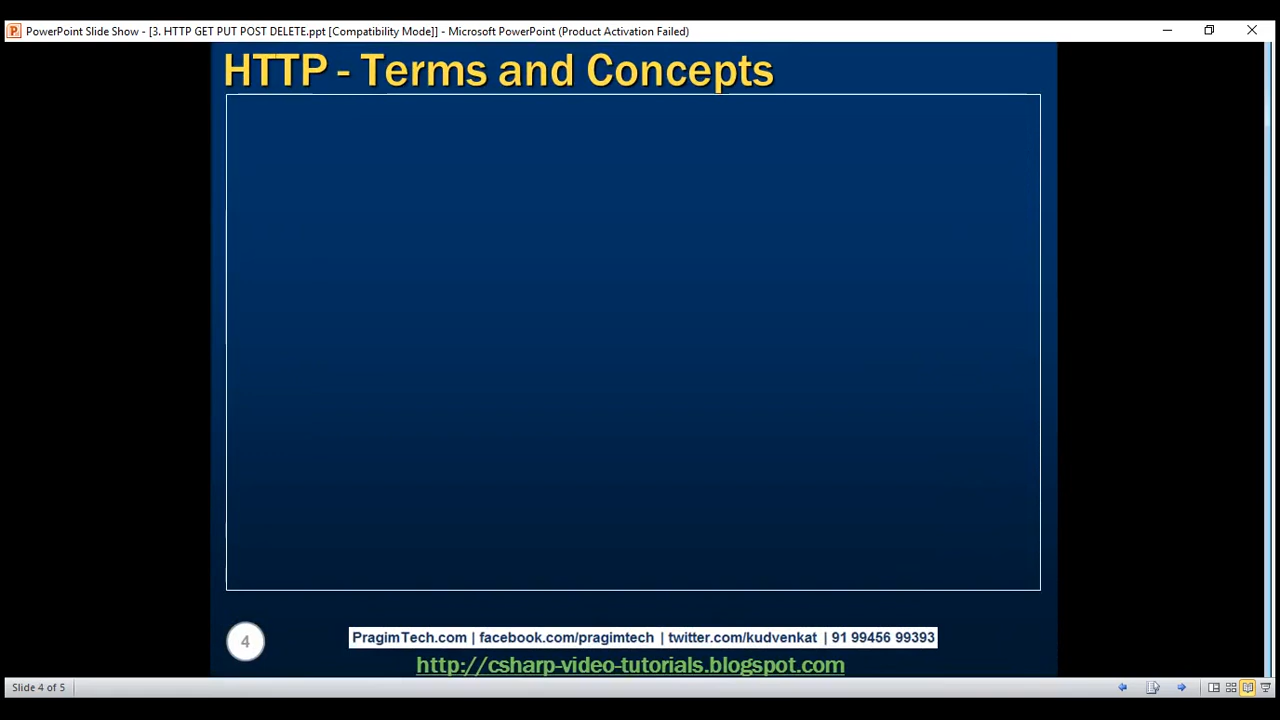 PowerPoint Slide Show - [3. HTTP GET PUT POST DELETE.ppt [Compatibility Mode]] - Microsoft PowerPoint (Product Activation Failed)
HTTP - Terms and Concepts
4
PragimTech.com | facebook.com/pragimtech | twitter.com/kudvenkat | 91 99456 99393
http://csharp-video-tutorials.blogspot.com
Slide 4 of 5